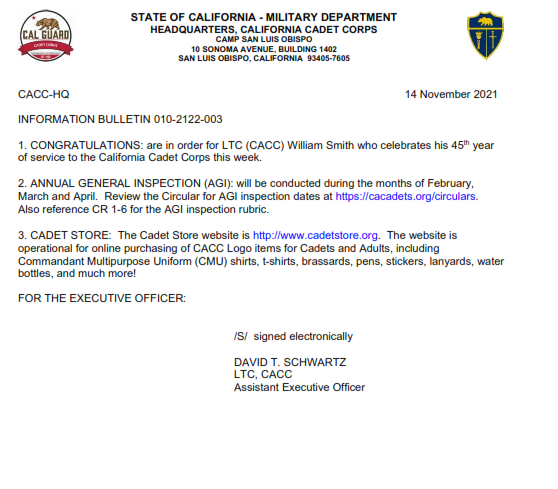 CAL GUARD
CADET CORPS
STATE OF CALIFORNIA - MILITARY DEPARTMENT
HEADQUARTERS, CALIFORNIA CADET CORPS
CAMP SAN LUIS OBISPO
10 SONOMA AVENUE, BUILDING 1402
SAN LUIS OBISPO, CALIFORNIA 93405-7605
CACC-HQ 14 November 2021
INFORMATION BULLETIN 010-2122-003
1. CONGRATULATIONS: are in order for LTC (CACC) William Smith who celebrates his 45th year
of service to the California Cadet Corps this week.
2. ANNUAL GENERAL INSPECTION (AGI): will be conducted during the months of February,
March and April. Review the Circular for AGI inspection dates at https://cacadets.org/circulars.
Also reference CR 1-6 for the AGI inspection rubric.
3. CADET STORE: The Cadet Store website is http://www.cadetstore.org. The website is
operational for online purchasing of CACC Logo items for Cadets and Adults, including
Commandant Multipurpose Uniform (CMU) shirts, t-shirts, brassards, pens, stickers, lanyards, water
bottles, and much more!
FOR THE EXECUTIVE OFFICER:
/S/ signed electronically
DAVID T. SCHWARTZ
LTC, CACC
Assistant Executive Officer